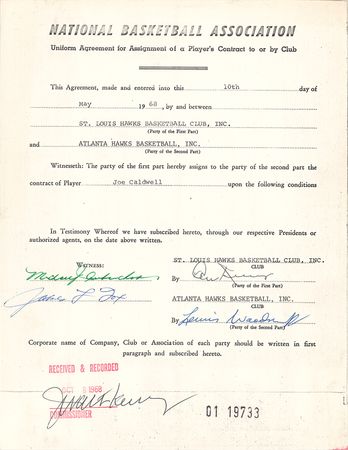 NATIONAL BASKETBALL ASSOCIATION
Uniform Agreement for Assignment of a Player's Contract to or by Club
This Agreement, made and entered into this 10th day of
May 1968, by and between
ST. LOUIS HAWKS BASKETBALL CLUB, INC.
(Party of the First Part)
and ATLANTA HAWKS BASKETBALL, INC.
(Party of the Second Part)
Witnesseth: The party of the first part hereby assigns to the party of the second part the
contract of Player Joe Caldwell upon the following conditions
In Testimony Whereof we have subscribed hereto, through our respective Presidents or
authorized agents, on the date above written.
WITNESS:
ST. LOUIS HAWKS BASKETBALL CLUB, INC.
CLUB
By
(Party of the First Part)
James L Fox
ATLANTA HAWKS BASKETBALL, INC.
CLUB
By
(Party of the Second Part)
Corporate name of Company, Club or Association of each party should be written in first
paragraph and subscribed hereto.
RECEIVED & RECORDED
OCT 1968
COMMISSIONER
01 19733